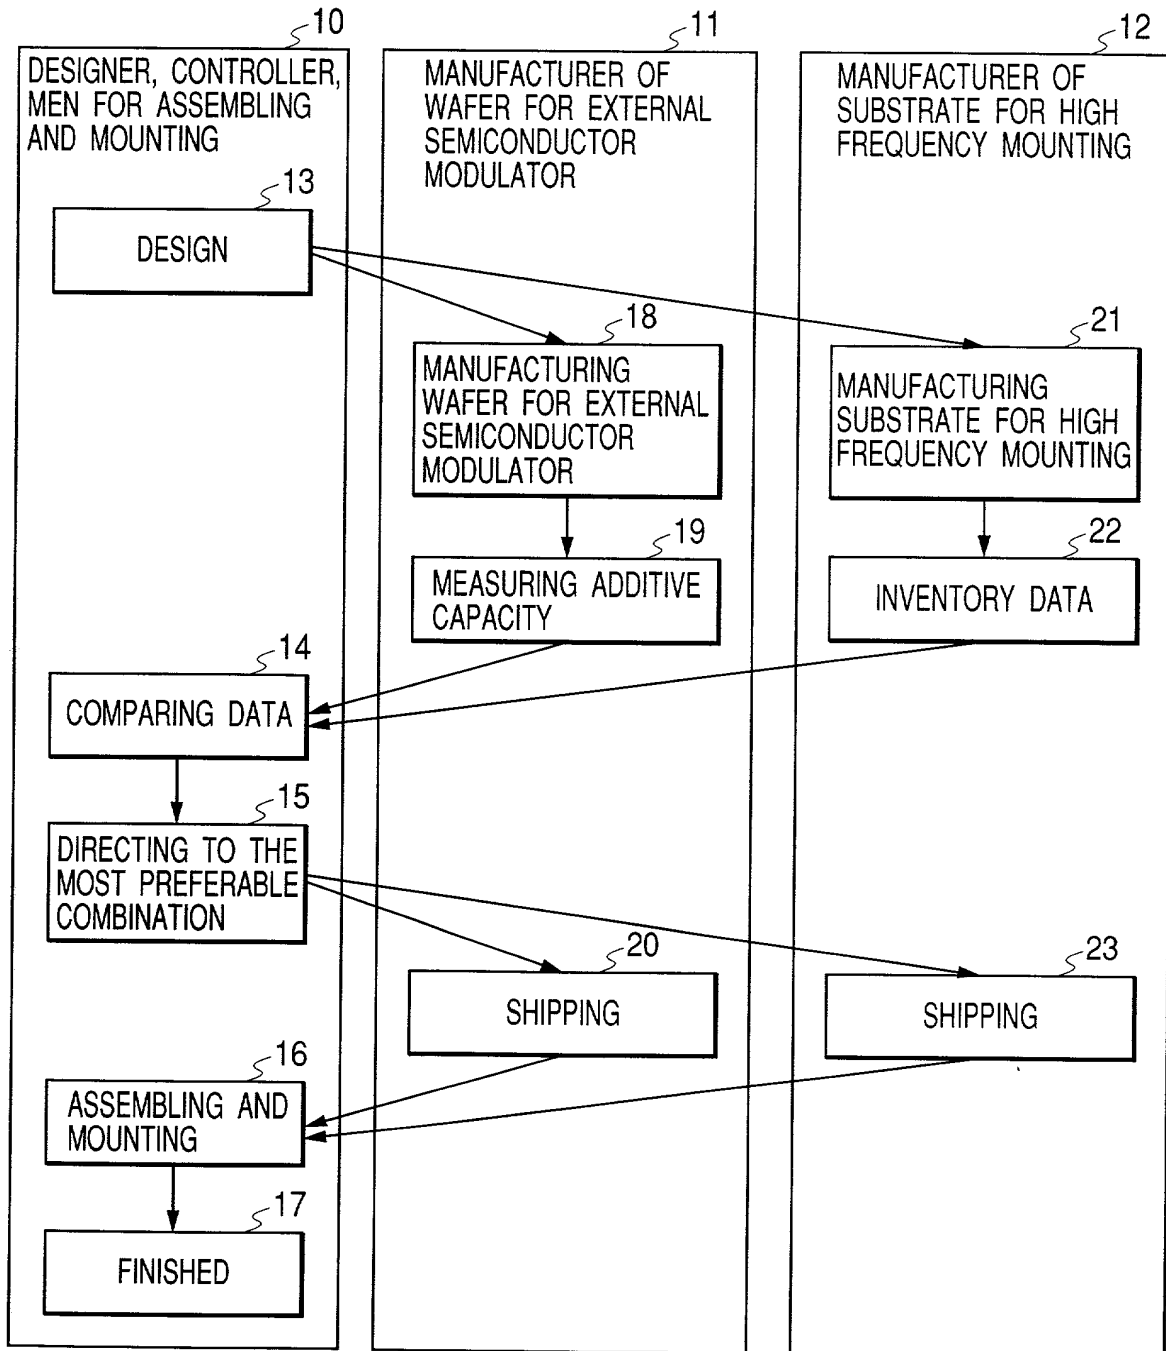 10
DESIGNER, CONTROLLER,
MEN FOR ASSEMBLING
AND MOUNTING
11
MANUFACTURER OF
WAFER FOR EXTERNAL
SEMICONDUCTOR
MODULATOR
12
MANUFACTURER OF
SUBSTRATE FOR HIGH
FREQUENCY MOUNTING
13
DESIGN
18
MANUFACTURING
WAFER FOR EXTERNAL
SEMICONDUCTOR
MODULATOR
21
MANUFACTURING
SUBSTRATE FOR HIGH
FREQUENCY MOUNTING
19
MEASURING ADDITIVE
CAPACITY
22
INVENTORY DATA
14
COMPARING DATA
15
DIRECTING TO THE
MOST PREFERABLE
COMBINATION
20
SHIPPING
23
SHIPPING
16
ASSEMBLING AND
MOUNTING
17
FINISHED